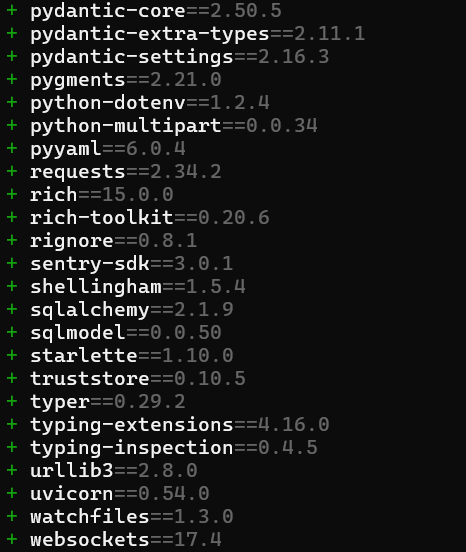 + pydantic-core==2.50.5
+ pydantic-extra-types==2.11.1
+ pydantic-settings==2.16.3
+ pygments==2.21.0
+ python-dotenv==1.2.4
+ python-multipart==0.0.34
+ pyyaml==6.0.4
+ requests==2.34.2
+ rich==15.0.0
+ rich-toolkit==0.20.6
+ rignore==0.8.1
+ sentry-sdk==3.0.1
+ shellingham==1.5.4
+ sqlalchemy==2.1.9
+ sqlmodel==0.0.50
+ starlette==1.10.0
+ truststore==0.10.5
+ typer==0.29.2
+ typing-extensions==4.16.0
+ typing-inspection==0.4.5
+ urllib3==2.8.0
+ uvicorn==0.54.0
+ watchfiles==1.3.0
+ websockets==17.4